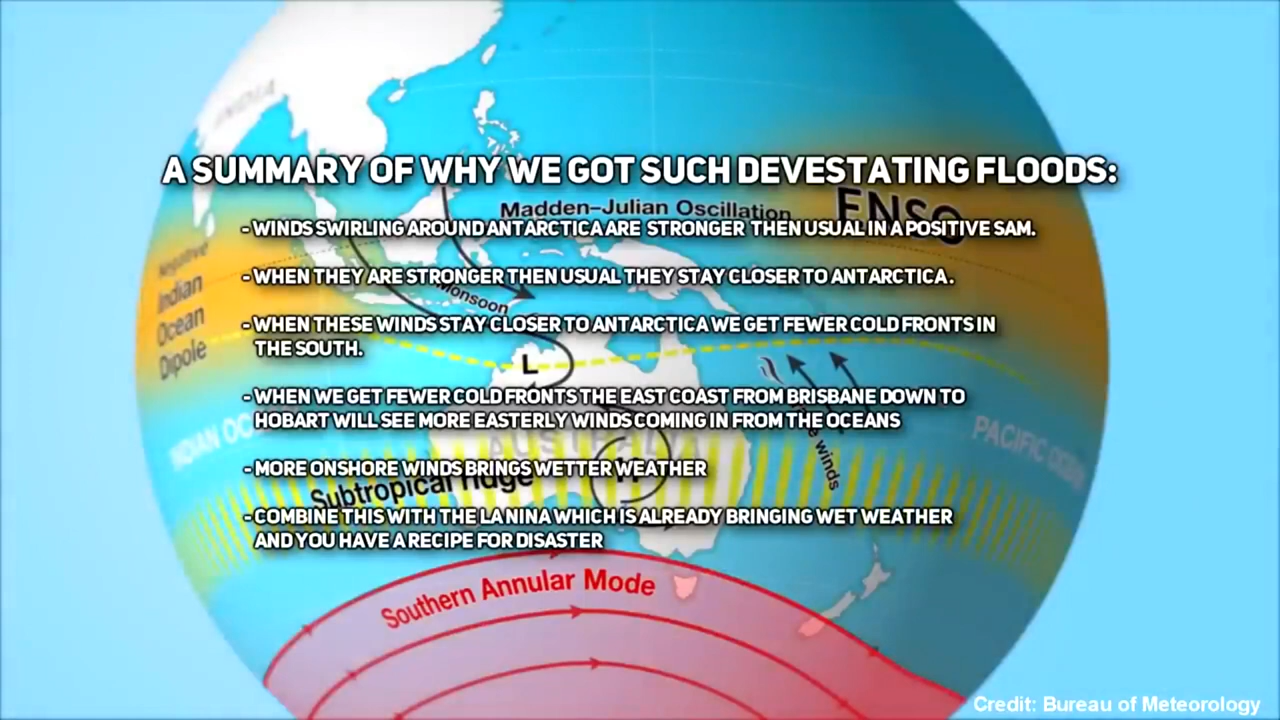 INDIA
A SUMMARY OF WHY WE GOT SUCH DEVESTATING FLOODS:
Madden–Julian Oscillation
ENSO
- WINDS SWIRLING AROUND ANTARCTICA ARE STRONGER THEN USUAL IN A POSITIVE SAM.
Negative
Indian
Ocean
Dipole
- WHEN THEY ARE STRONGER THEN USUAL THEY STAY CLOSER TO ANTARCTICA.
Monsoon
- WHEN THESE WINDS STAY CLOSER TO ANTARCTICA WE GET FEWER COLD FRONTS IN
THE SOUTH.
L
- WHEN WE GET FEWER COLD FRONTS THE EAST COAST FROM BRISBANE DOWN TO
HOBART WILL SEE MORE EASTERLY WINDS COMING IN FROM THE OCEANS
INDIAN OC
AUSTRALIA
PACIFIC OCEAN
winds
- MORE ONSHORE WINDS BRINGS WETTER WEATHER
H
Subtropical Ridge
- COMBINE THIS WITH THE LA NINA WHICH IS ALREADY BRINGING WET WEATHER
AND YOU HAVE A RECIPE FOR DISASTER
Southern Annular Mode
Credit: Bureau of Meteorology